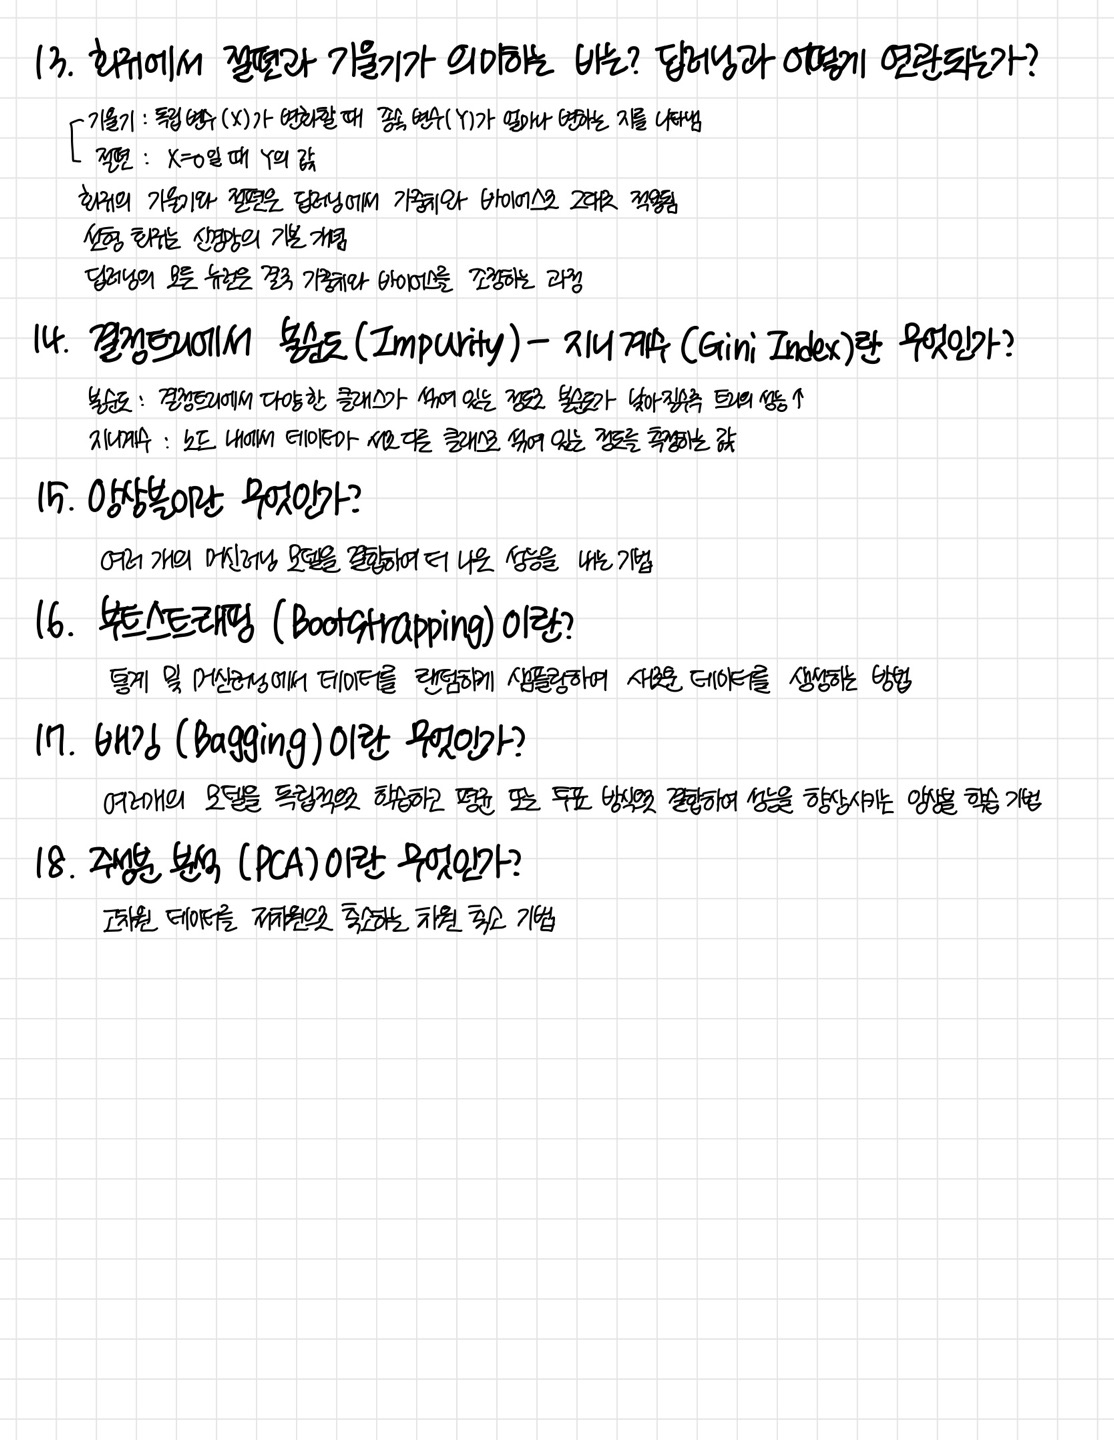 13. 회귀에서 절편과 기울기가 의미하는 바는? 딥러닝과 어떻게 연관되는가?
기울기 : 독립 변수(X)가 변화할 때 종속 변수(Y)가 얼마나 변하는 지를 나타냄
절편 : X=0일 때 Y의 값
회귀의 기울기와 절편은 딥러닝에서 가중치와 바이어스로 그대로 적용됨
선형 회귀는 신경망의 기본 개념
딥러닝의 모든 뉴런은 결국 가중치와 바이어스를 조정하는 과정
14. 결정트리에서 불순도(Impurity) - 지니 계수 (Gini Index)란 무엇인가?
불순도 : 결정트리에서 다양한 클래스가 섞여 있는 정도로 불순도가 낮아질수록 트리의 성능↑
지니계수 : 노드 내에서 데이터가 서로 다른 클래스로 섞여 있는 정도를 측정하는 값
15. 앙상블이란 무엇인가?
여러 개의 머신러닝 모델을 결합하여 더 나은 성능을 내는 기법
16. 부트스트래핑 (Bootstrapping)이란?
통계 및 머신러닝에서 데이터를 랜덤하게 샘플링하여 새로운 데이터를 생성하는 방법
17. 배깅 (Bagging)이란 무엇인가?
여러개의 모델을 독립적으로 학습하고 평균 또는 투표 방식으로 결합하여 성능을 향상시키는 앙상블 학습 기법
18. 주성분 분석 (PCA)이란 무엇인가?
고차원 데이터를 저차원으로 축소하는 차원 축소 기법